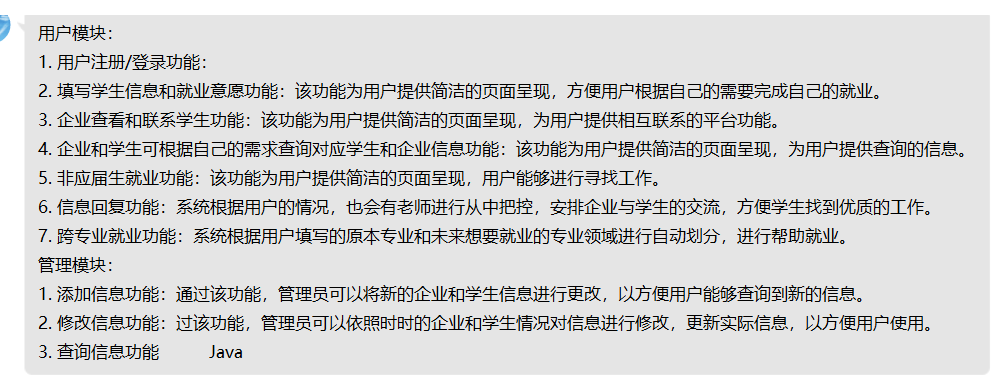 用户模块：
1. 用户注册/登录功能：
2. 填写学生信息和就业意愿功能：该功能为用户提供简洁的页面呈现，方便用户根据自己的需要完成自己的就业。
3. 企业查看和联系学生功能：该功能为用户提供简洁的页面呈现，为用户提供相互联系的平台功能。
4. 企业和学生可根据自己的需求查询对应学生和企业信息功能：该功能为用户提供简洁的页面呈现，为用户提供查询的信息。
5. 非应届生就业功能：该功能为用户提供简洁的页面呈现，用户能够进行寻找工作。
6. 信息回复功能：系统根据用户的情况，也会有老师进行从中把控，安排企业与学生的交流，方便学生找到优质的工作。
7. 跨专业就业功能：系统根据用户填写的原本专业和未来想要就业的专业领域进行自动划分，进行帮助就业。
管理模块：
1. 添加信息功能：通过该功能，管理员可以将新的企业和学生信息进行更改，以方便用户能够查询到新的信息。
2. 修改信息功能：过该功能，管理员可以依照时时的企业和学生情况对信息进行修改，更新实际信息，以方便用户使用。
3. 查询信息功能 Java